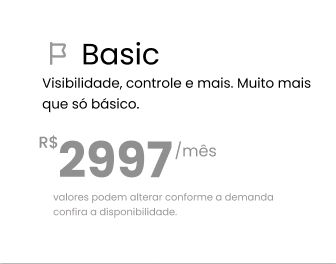 Basic
Visibilidade, controle e mais. Muito mais
que só básico.
R$2997/mês
valores podem alterar conforme a demanda
confira a disponibilidade.